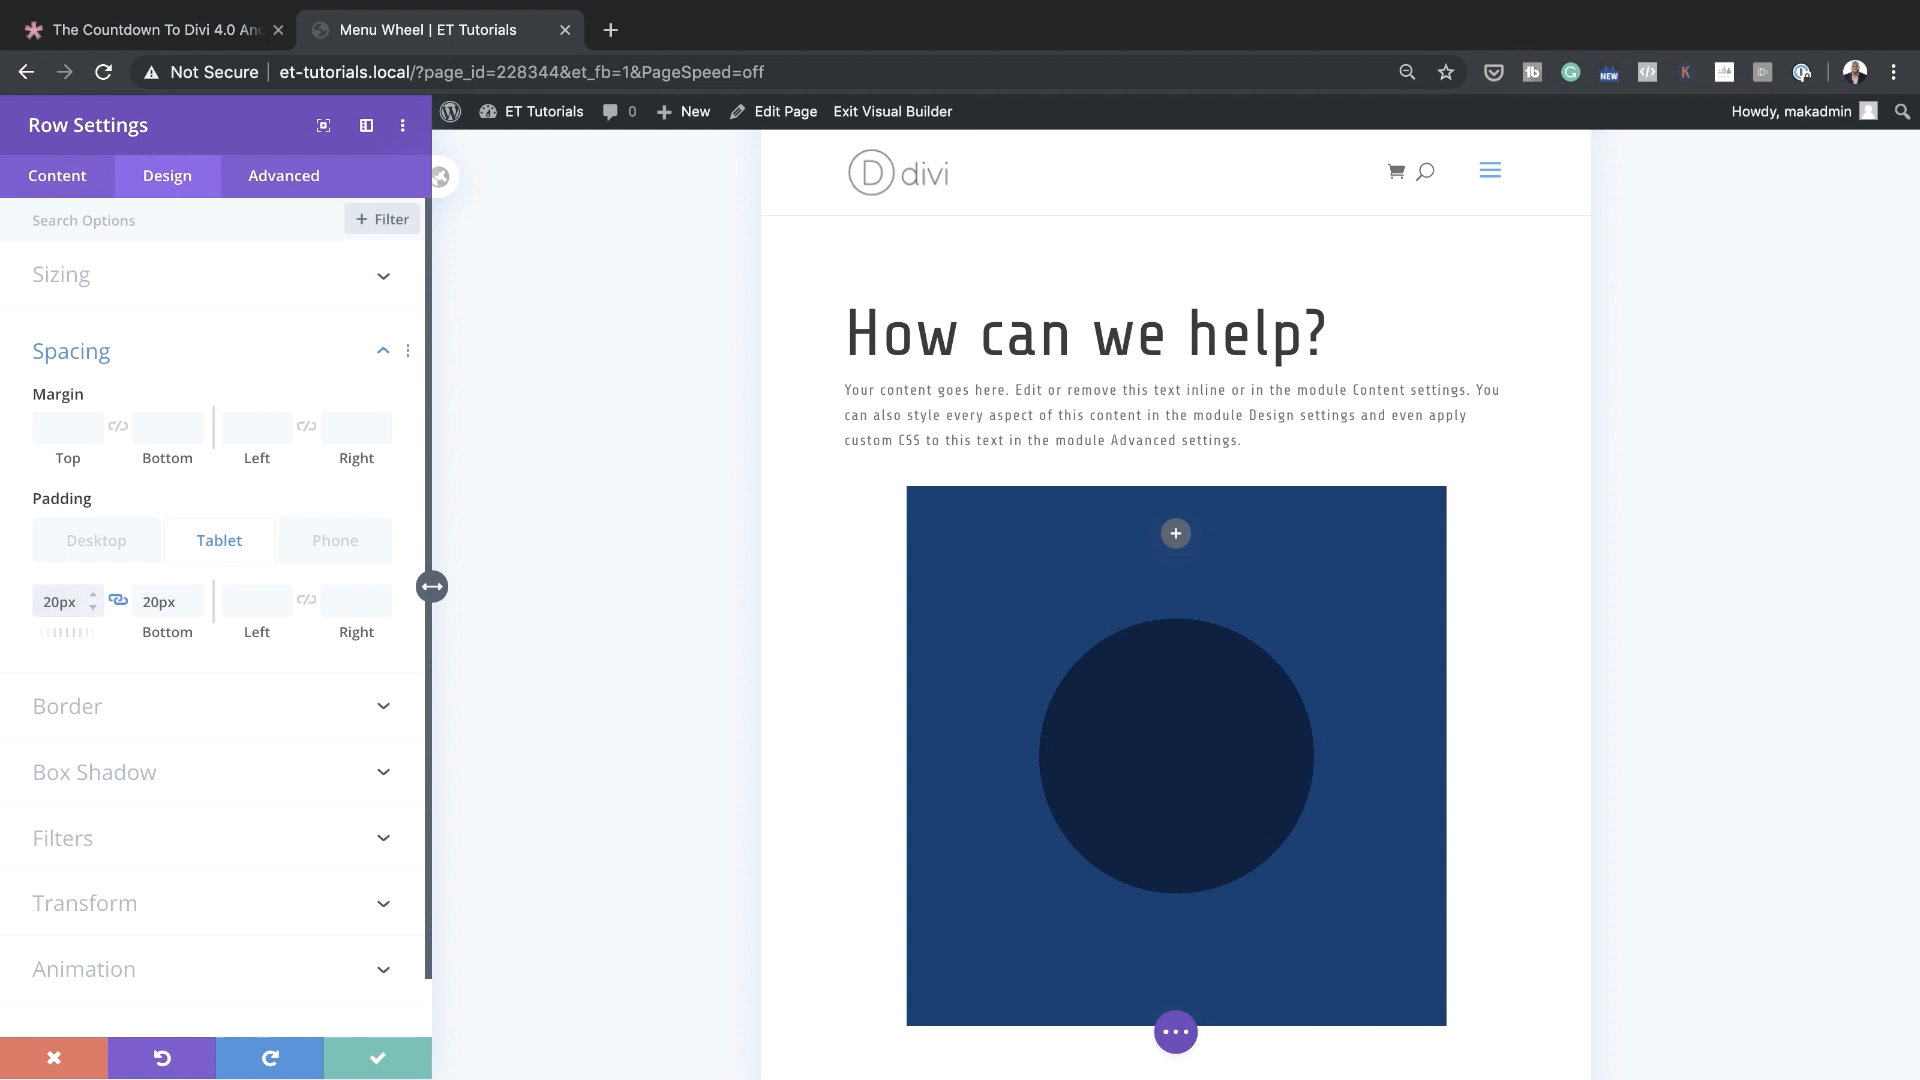 The Countdown To Divi 4.0 An
Menu Wheel | ET Tutorials
Not Secure
et-tutorials.local/?page_id=228344&et_fb=1&PageSpeed=off
tb
G
NEW
K
Row Settings
ET Tutorials
0
New
Edit Page
Exit Visual Builder
Howdy, makadmin
Content
Design
Advanced
D divi
Search Options
+ Filter
Sizing
Spacing
Margin
Top
Bottom
Left
Right
Padding
Desktop
Tablet
Phone
20px
20px
Bottom
Left
Right
Border
Box Shadow
Filters
Transform
Animation
How can we help?
Your content goes here. Edit or remove this text inline or in the module Content settings. You
can also style every aspect of this content in the module Design settings and even apply
custom CSS to this text in the module Advanced settings.